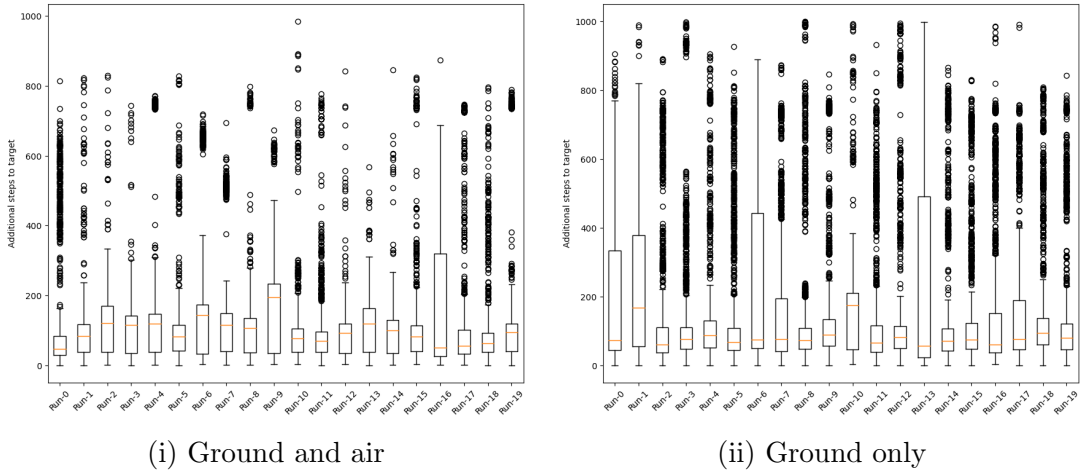 1000
800
600
400
200
0
Additional steps to target
Run-0 Run-1 Run-2 Run-3 Run-4 Run-5 Run-6 Run-7 Run-8 Run-9 Run-10 Run-11 Run-12 Run-13 Run-14 Run-15 Run-16 Run-17 Run-18 Run-19
(i) Ground and air
1000
800
600
400
200
0
Additional steps to target
Run-0 Run-1 Run-2 Run-3 Run-4 Run-5 Run-6 Run-7 Run-8 Run-9 Run-10 Run-11 Run-12 Run-13 Run-14 Run-15 Run-16 Run-17 Run-18 Run-19
(ii) Ground only